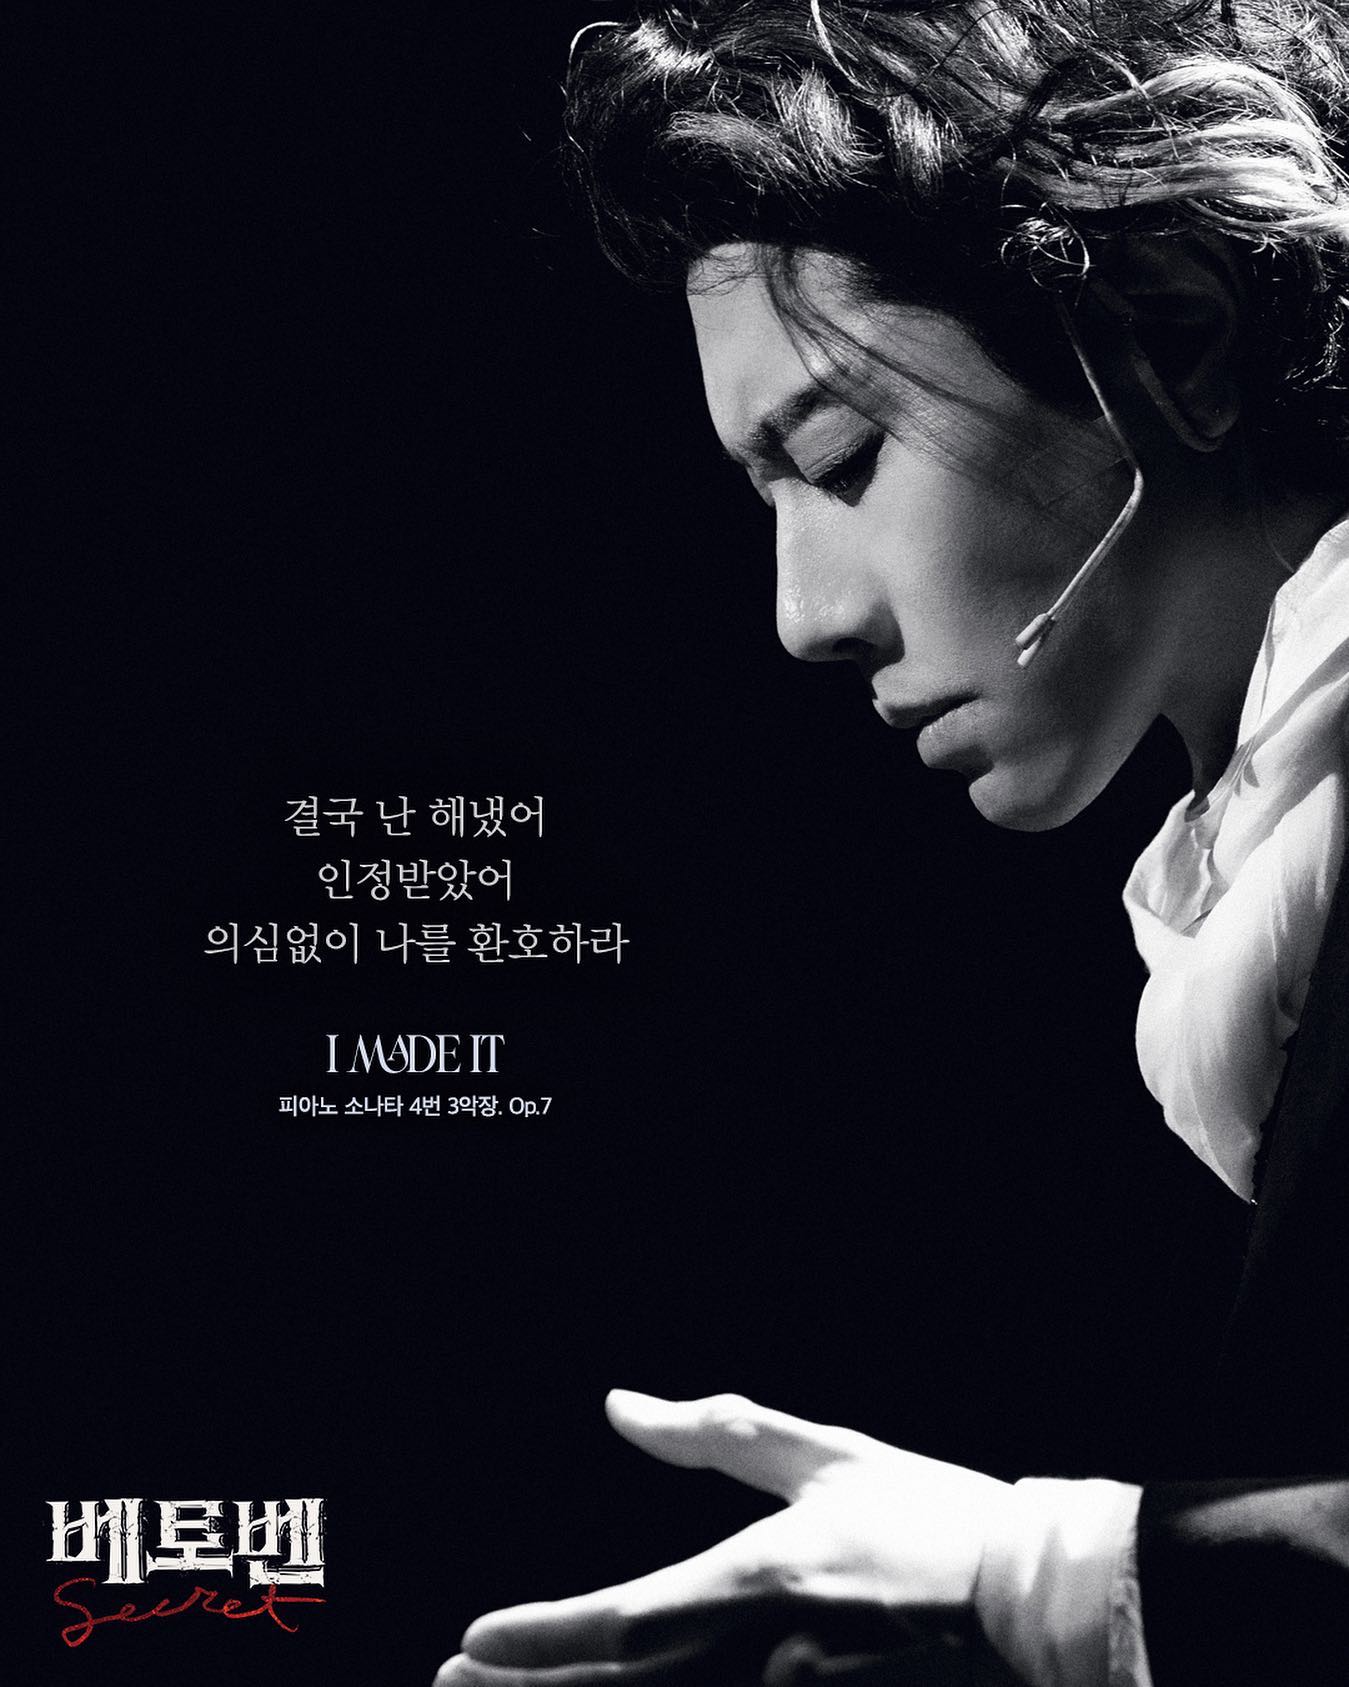 결국 난 해냈어
인정받았어
의심없이 나를 환호하라
I MADE IT
피아노 소나타 4번 3악장. Op.7
베토벤
Secret